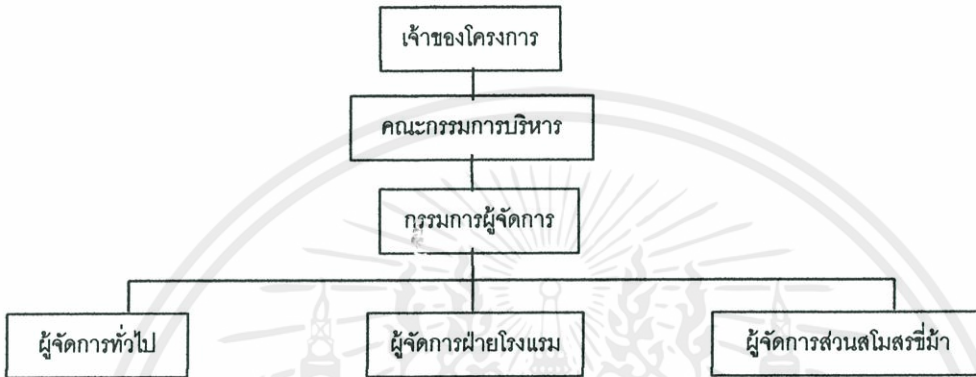 เจ้าของโครงการ
คณะกรรมการบริหาร
กรรมการผู้จัดการ
ผู้จัดการทั่วไป
ผู้จัดการฝ่ายโรงแรม
ผู้จัดการส่วนสโมสรขี่ม้า